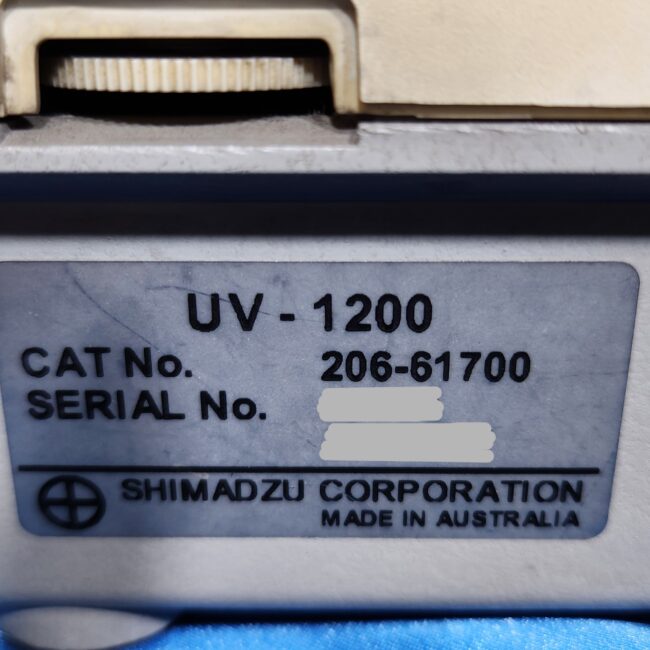 UV - 1200
CAT No. 206-61700
SERIAL No.
SHIMADZU CORPORATION
MADE IN AUSTRALIA